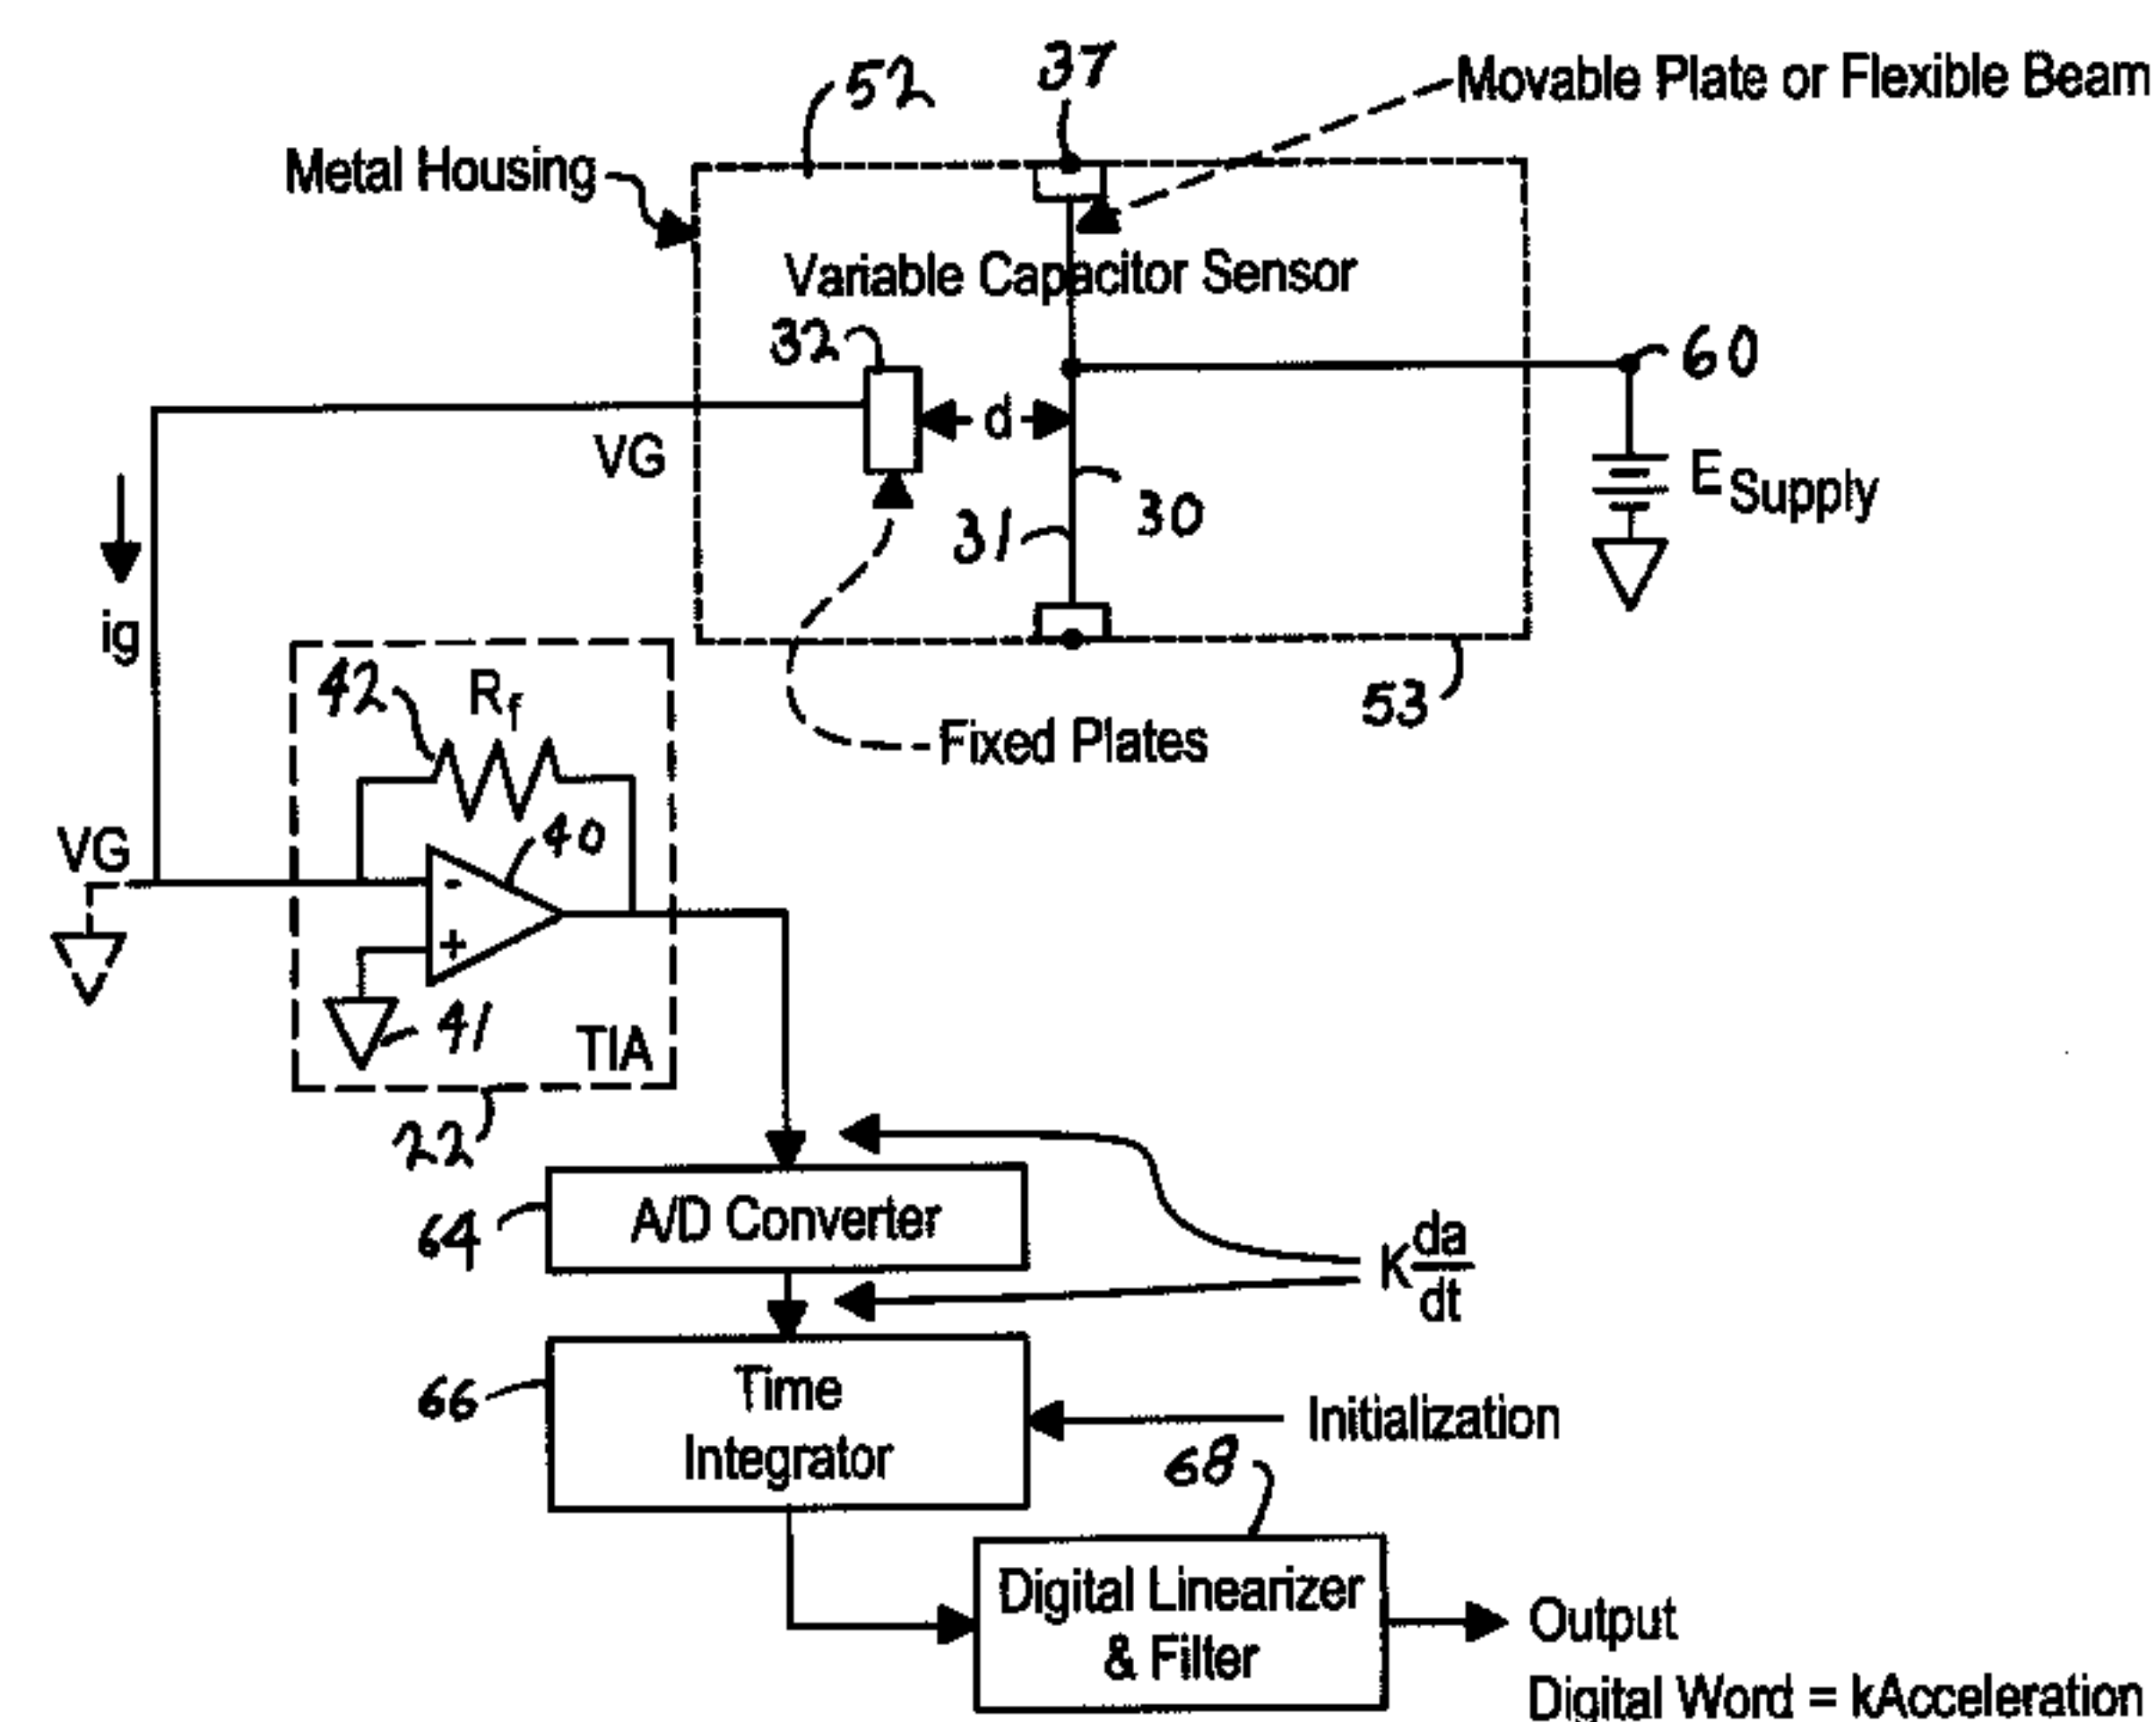 52
37
Movable Plate or Flexible Beam
Metal Housing
Variable Capacitor Sensor
32
60
d
VG
E Supply
30
31
ig
53
42
Rf
Fixed Plates
40
VG
-
+
41
TIA
22
A/D Converter
64
K da/dt
66
Time
Integrator
Initialization
68
Digital Linearizer
& Filter
Output
Digital Word = kAcceleration